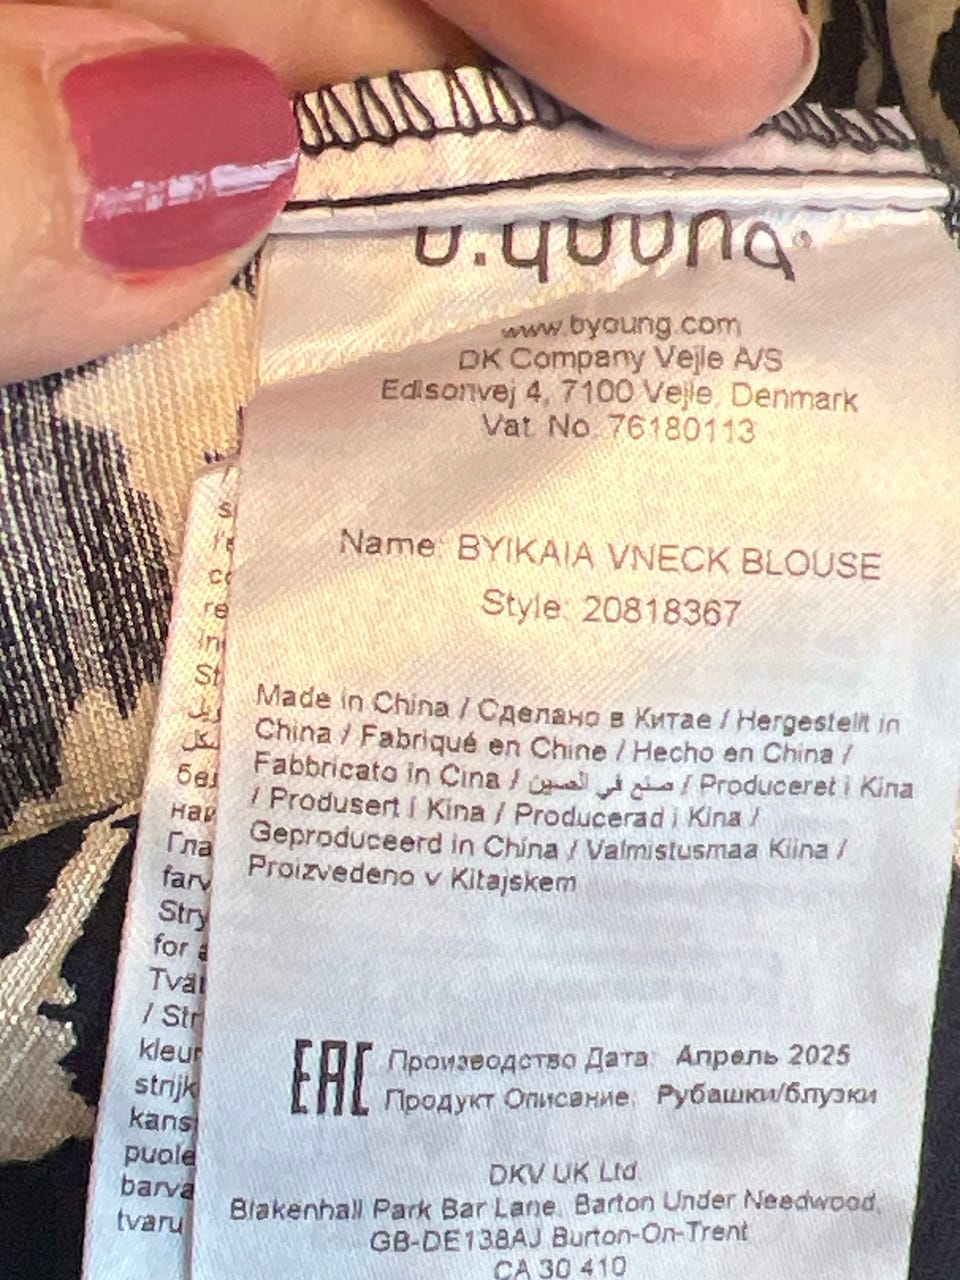 b.young®
www.byoung.com
DK Company Vejle A/S
Edisonvej 4, 7100 Vejle, Denmark
Vat. No. 76180113
Name: BYIKAIA VNECK BLOUSE
Style: 20818367
Made in China / Сделано в Китае / Hergestellt in
China / Fabriqué en Chine / Hecho en China /
Fabbricato in Cina / صنع في الصين / Produceret i Kina
/ Produsert i Kina / Producerad i Kina /
Geproduceerd in China / Valmistusmaa Kiina /
Proizvedeno v Kitajskem
EAC Производство Дата: Апрель 2025
Продукт Описание: Рубашки/блузки
DKV UK Ltd.
Blakenhall Park Bar Lane, Barton Under Needwood,
GB-DE138AJ Burton-On-Trent
CA 30 410
for
/ Str